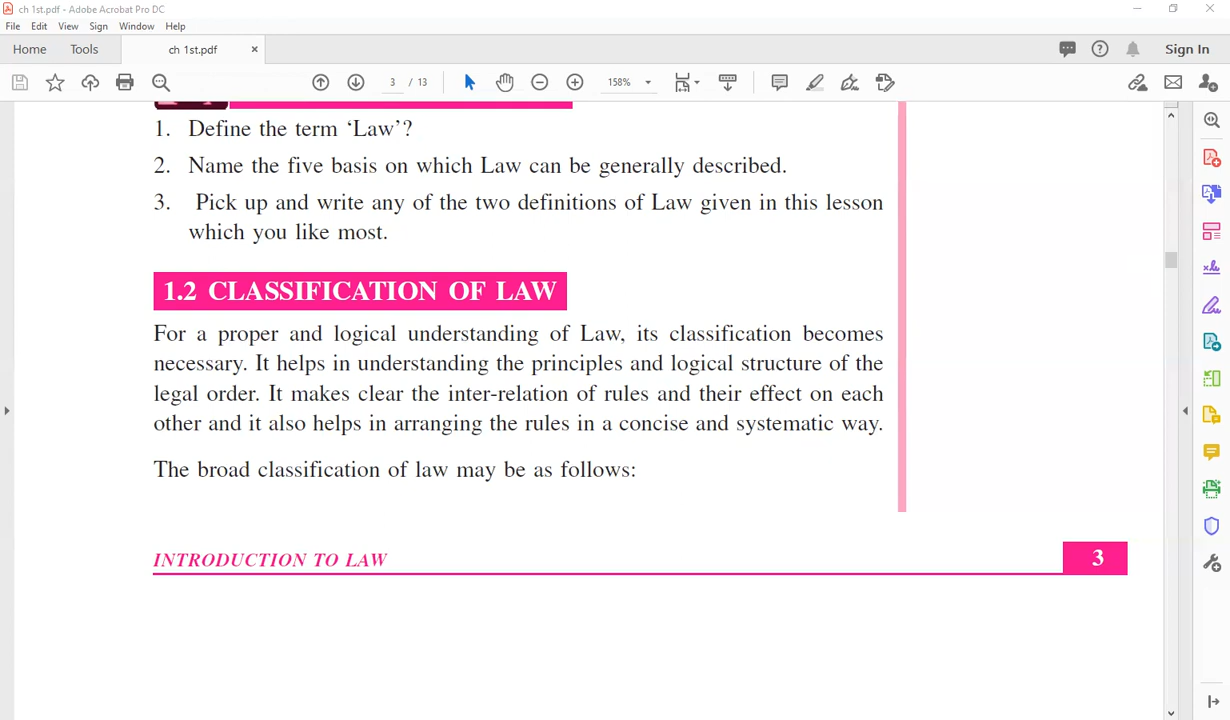 ch 1st.pdf - Adobe Acrobat Pro DC
File Edit View Sign Window Help
Home Tools ch 1st.pdf × Sign In
3 / 13 158%
1. Define the term ‘Law’?
2. Name the five basis on which Law can be generally described.
3. Pick up and write any of the two definitions of Law given in this lesson
which you like most.
1.2 CLASSIFICATION OF LAW
For a proper and logical understanding of Law, its classification becomes
necessary. It helps in understanding the principles and logical structure of the
legal order. It makes clear the inter-relation of rules and their effect on each
other and it also helps in arranging the rules in a concise and systematic way.
The broad classification of law may be as follows:
INTRODUCTION TO LAW 3